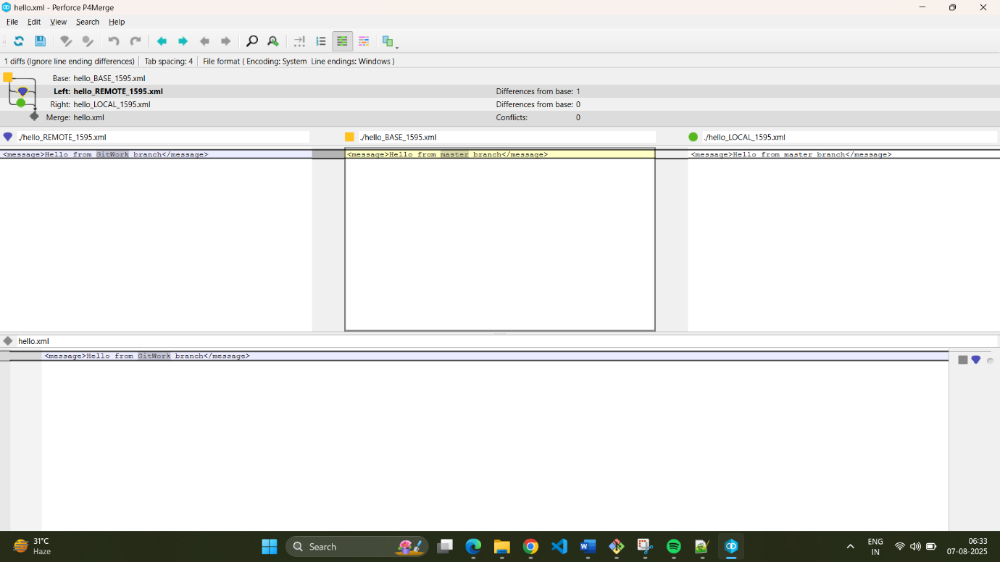 hello.xml - Perforce P4Merge
File Edit View Search Help
1 diffs (Ignore line ending differences) Tab spacing: 4 File format ( Encoding: System Line endings: Windows )
Base: hello_BASE_1595.xml
Left: hello_REMOTE_1595.xml Differences from base: 1
Right: hello_LOCAL_1595.xml Differences from base: 0
Merge: hello.xml Conflicts: 0
./hello_REMOTE_1595.xml ./hello_BASE_1595.xml ./hello_LOCAL_1595.xml
<message>Hello from GitWork branch</message> <message>Hello from master branch</message> <message>Hello from master branch</message>
hello.xml
<message>Hello from GitWork branch</message>
31°C
Haze
Search
ENG
IN
06:33
07-08-2025